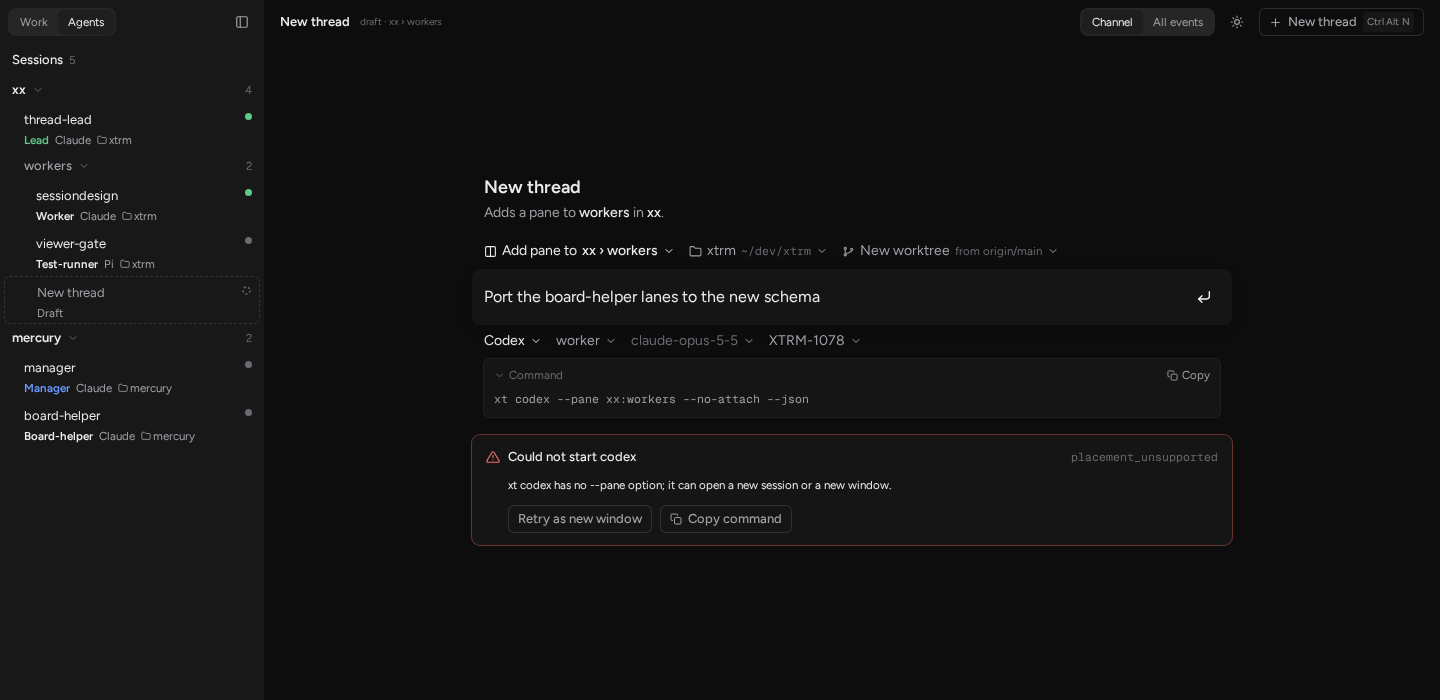 Work Agents
Sessions 5
xx 4
thread-lead
Lead Claude xtrm
workers 2
sessiondesign
Worker Claude xtrm
viewer-gate
Test-runner Pi xtrm
New thread
Draft
mercury 2
manager
Manager Claude mercury
board-helper
Board-helper Claude mercury
New thread draft · xx › workers
Channel All events
New thread Ctrl Alt N
New thread
Adds a pane to workers in xx.
Add pane to xx › workers xtrm ~/dev/xtrm New worktree from origin/main
Port the board-helper lanes to the new schema
Codex worker claude-opus-5-5 XTRM-1078
Command Copy
xt codex --pane xx:workers --no-attach --json
Could not start codex placement_unsupported
xt codex has no --pane option; it can open a new session or a new window.
Retry as new window Copy command